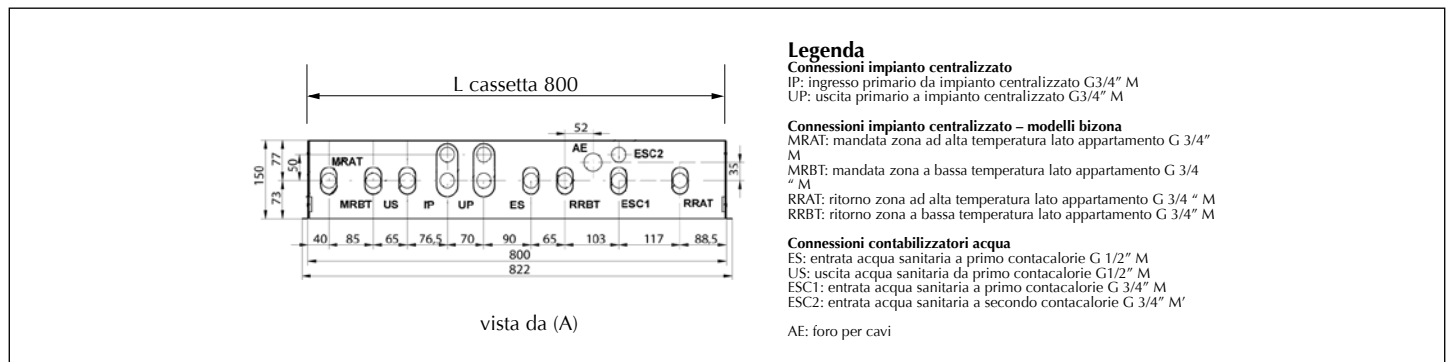 L cassetta 800
52
AE
ESC2
MRAT
150
77
50
73
35
MRBT US IP UP ES RRBT ESC1 RRAT
40 85 65 76,5 70 90 65 103 117 88,5
800
822
vista da (A)
Legenda
Connessioni impianto centralizzato
IP: ingresso primario da impianto centralizzato G3/4” M
UP: uscita primario a impianto centralizzato G3/4” M
Connessioni impianto centralizzato – modelli bizona
MRAT: mandata zona ad alta temperatura lato appartamento G 3/4”
M
MRBT: mandata zona a bassa temperatura lato appartamento G 3/4
“ M
RRAT: ritorno zona ad alta temperatura lato appartamento G 3/4 “ M
RRBT: ritorno zona a bassa temperatura lato appartamento G 3/4” M
Connessioni contabilizzatori acqua
ES: entrata acqua sanitaria a primo contacalorie G 1/2” M
US: uscita acqua sanitaria da primo contacalorie G1/2” M
ESC1: entrata acqua sanitaria a primo contacalorie G 3/4” M
ESC2: entrata acqua sanitaria a secondo contacalorie G 3/4” M’
AE: foro per cavi